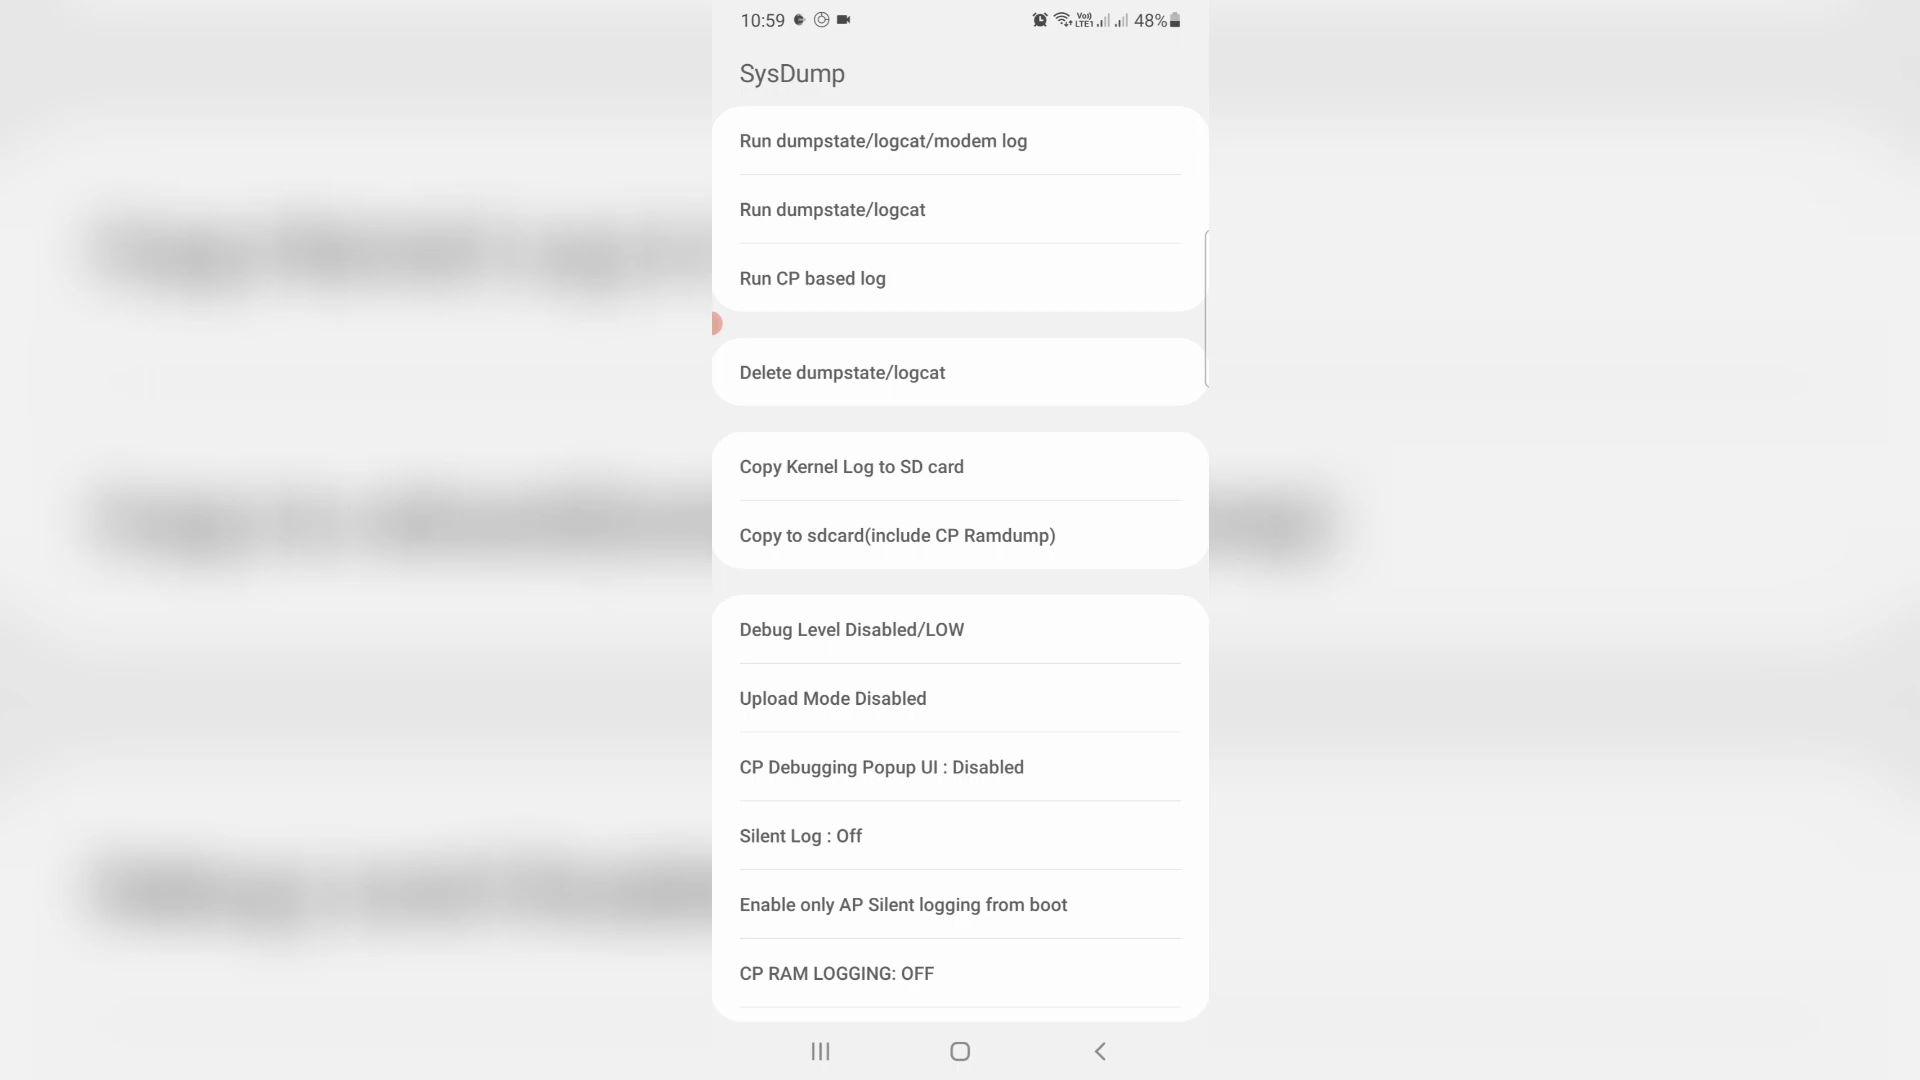 10:59 Vo) LTE1 48%
SysDump
Run dumpstate/logcat/modem log
Run dumpstate/logcat
Run CP based log
Delete dumpstate/logcat
Copy Kernel Log to SD card
Copy to sdcard(include CP Ramdump)
Debug Level Disabled/LOW
Upload Mode Disabled
CP Debugging Popup UI : Disabled
Silent Log : Off
Enable only AP Silent logging from boot
CP RAM LOGGING: OFF